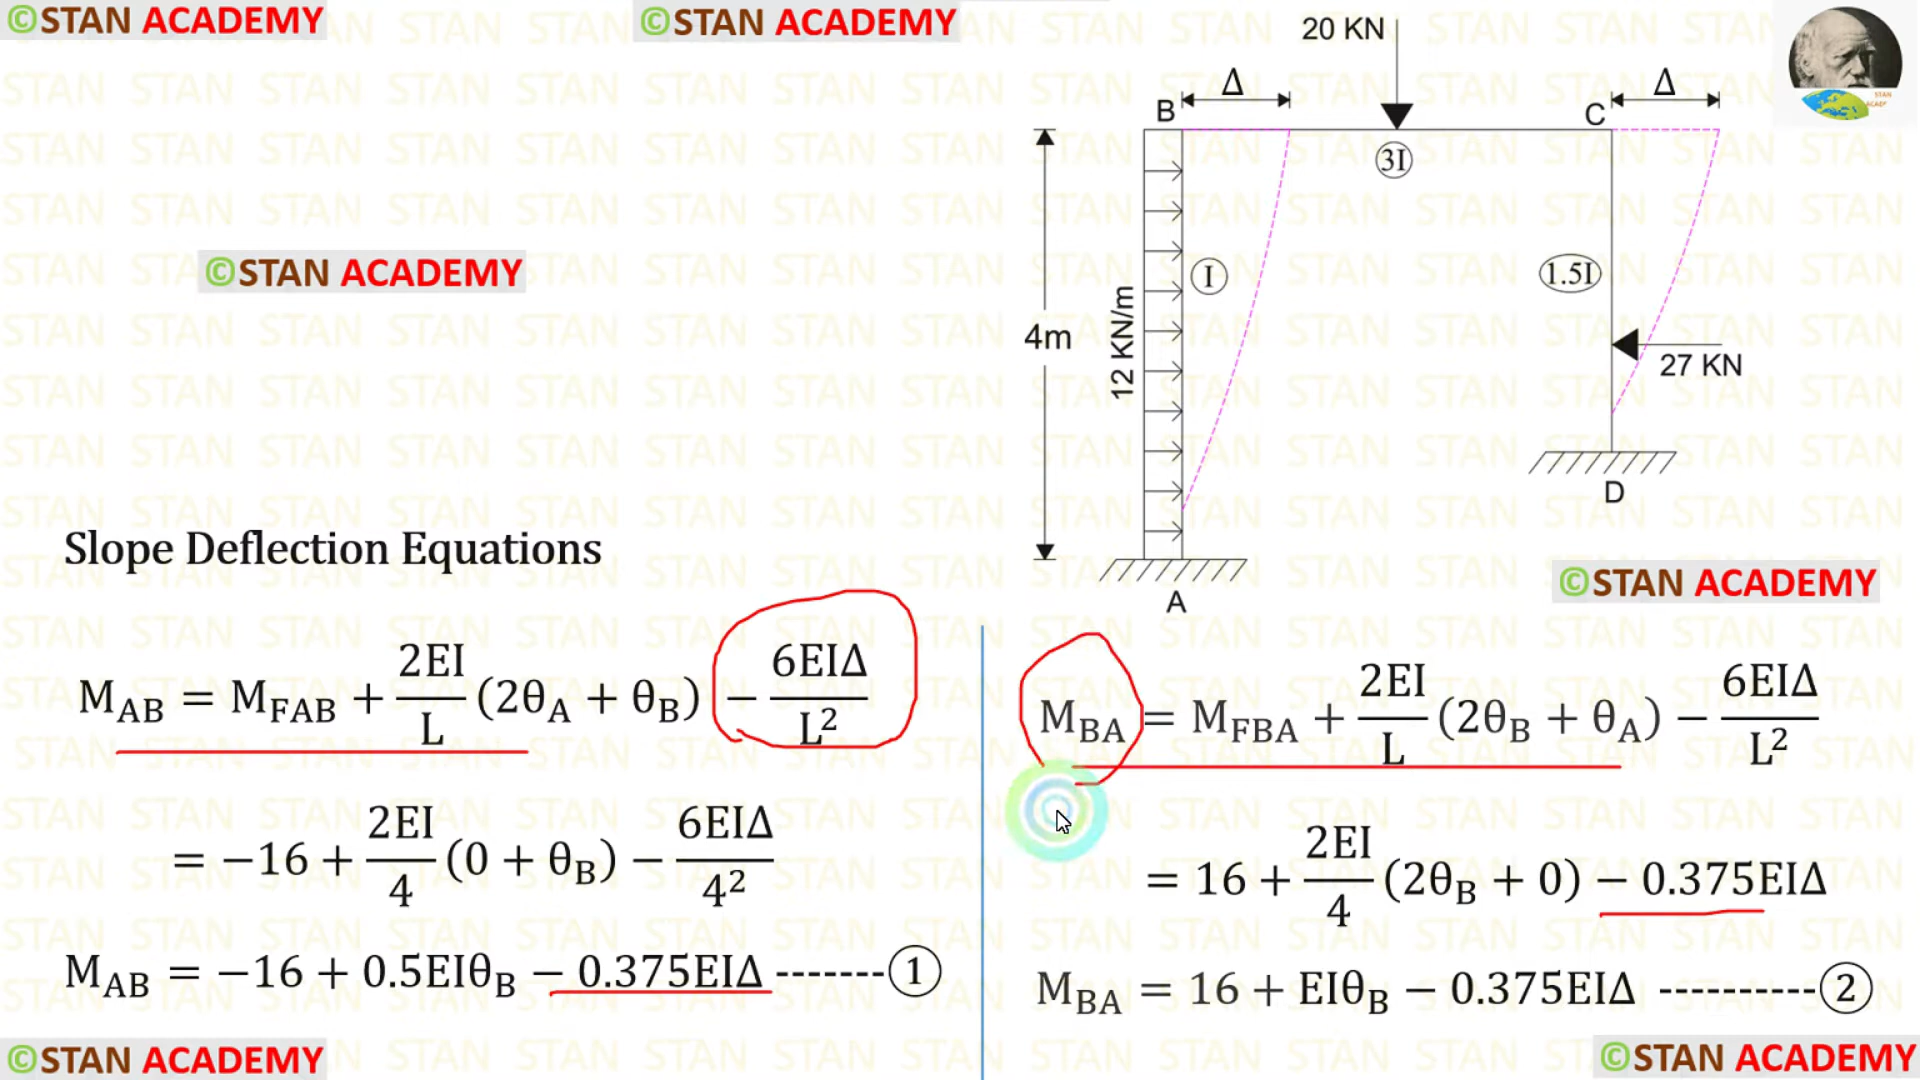 ©STAN ACADEMY
©STAN ACADEMY
20 KN
Δ
Δ
B
C
3I
©STAN ACADEMY
I
1.5I
4m
12 KN/m
27 KN
D
A
©STAN ACADEMY
Slope Deflection Equations
M_AB = M_FAB + 2EI/L (2θ_A + θ_B) − 6EIΔ/L²
= −16 + 2EI/4 (0 + θ_B) − 6EIΔ/4²
M_AB = −16 + 0.5EIθ_B − 0.375EIΔ -------①
M_BA = M_FBA + 2EI/L (2θ_B + θ_A) − 6EIΔ/L²
= 16 + 2EI/4 (2θ_B + 0) − 0.375EIΔ
M_BA = 16 + EIθ_B − 0.375EIΔ ----------②
©STAN ACADEMY
©STAN ACADEMY